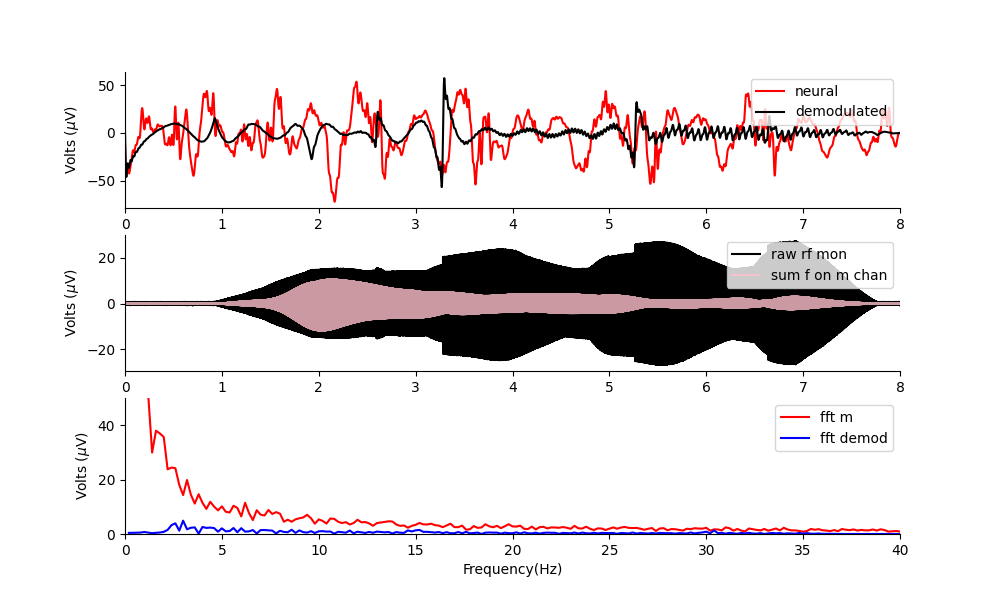 50
0
−50
Volts (μV)
neural
demodulated
0 1 2 3 4 5 6 7 8
20
0
−20
Volts (μV)
raw rf mon
sum f on m chan
0 1 2 3 4 5 6 7 8
40
20
0
Volts (μV)
fft m
fft demod
0 5 10 15 20 25 30 35 40
Frequency(Hz)